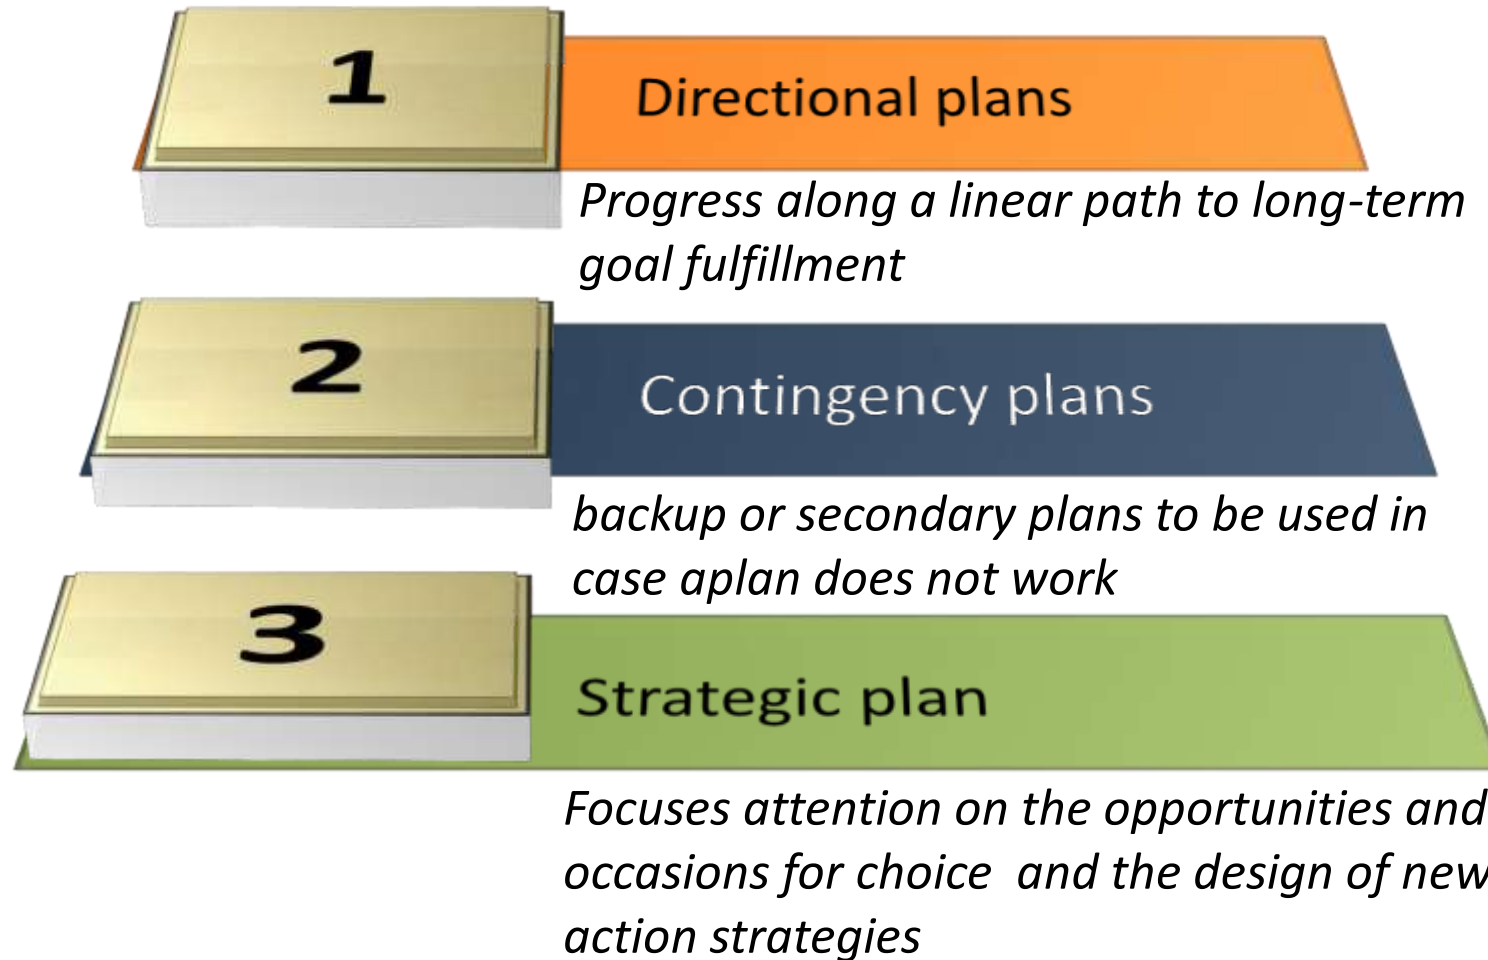 1
Directional plans
Progress along a linear path to long-term
goal fulfillment
2
Contingency plans
backup or secondary plans to be used in
case aplan does not work
3
Strategic plan
Focuses attention on the opportunities and
occasions for choice and the design of new
action strategies